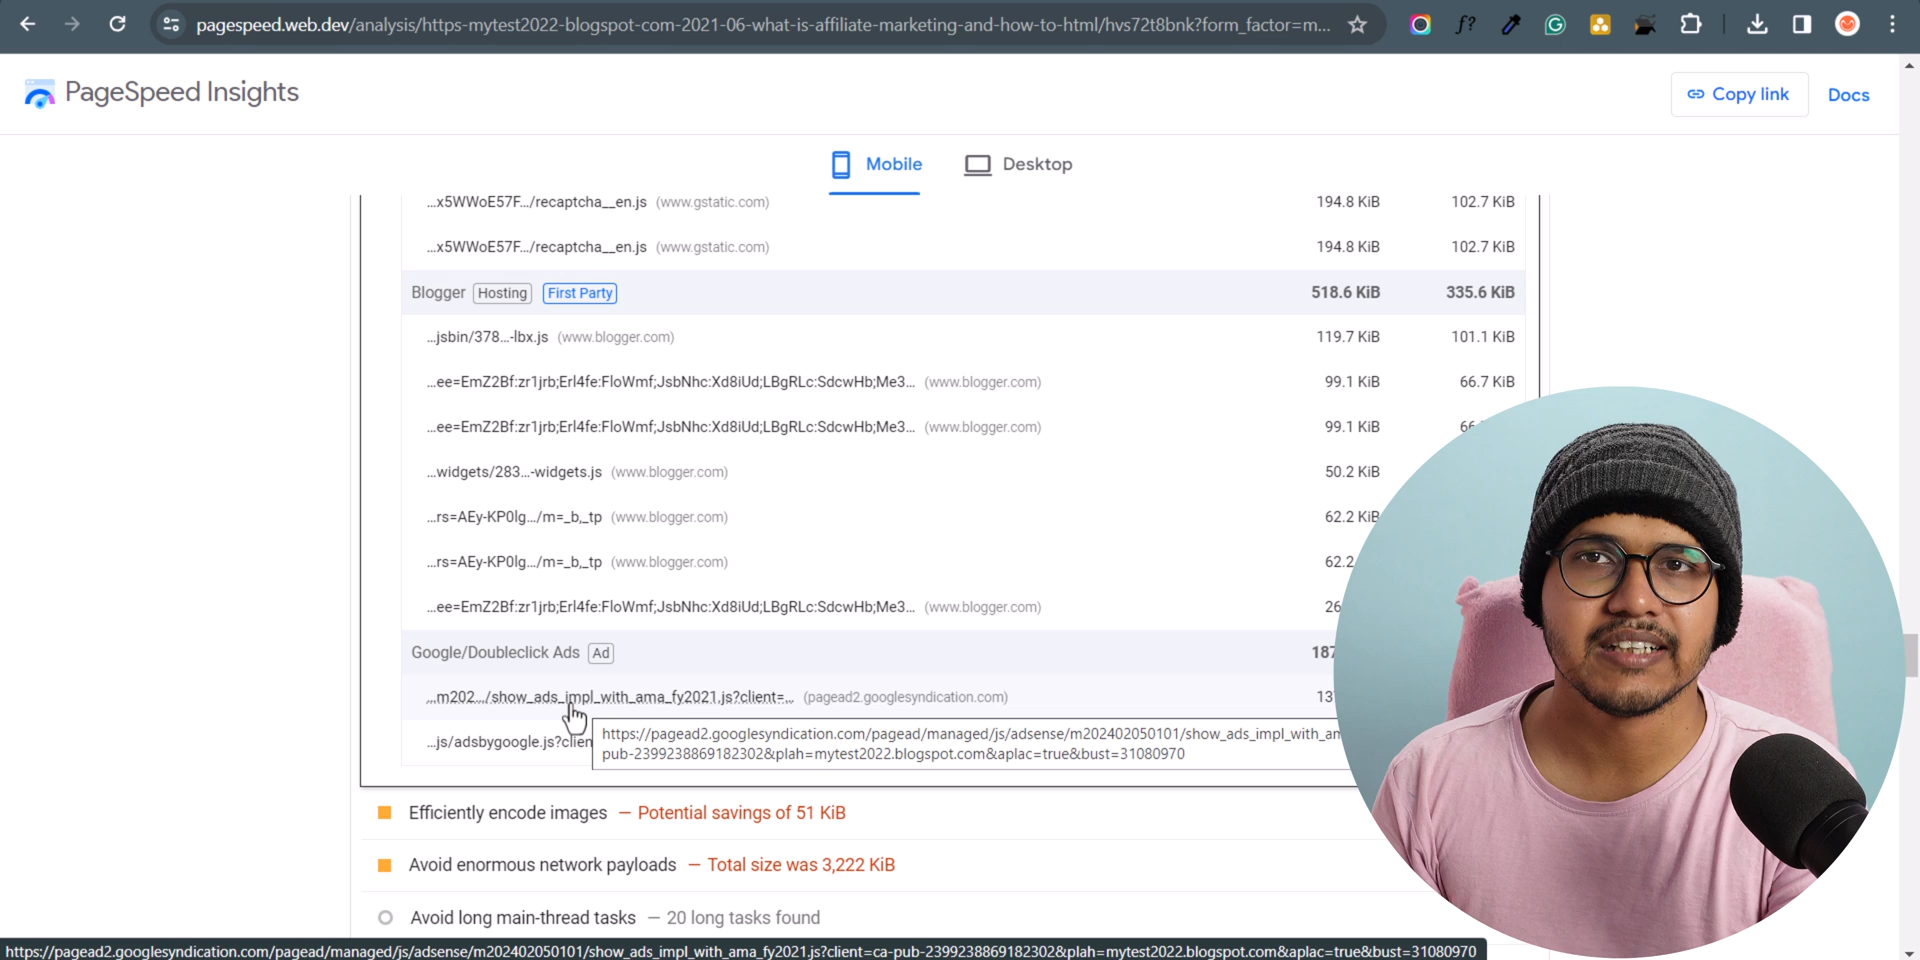 pagespeed.web.dev/analysis/https-mytest2022-blogspot-com-2021-06-what-is-affiliate-marketing-and-how-to-html/hvs72t8bnk?form_factor=m...
PageSpeed Insights
Copy link
Docs
Mobile
Desktop
...x5WWoE57F.../recaptcha__en.js (www.gstatic.com) 194.8 KiB 102.7 KiB
...x5WWoE57F.../recaptcha__en.js (www.gstatic.com) 194.8 KiB 102.7 KiB
Blogger Hosting First Party 518.6 KiB 335.6 KiB
...jsbin/378...-lbx.js (www.blogger.com) 119.7 KiB 101.1 KiB
...ee=EmZ2Bf:zr1jrb;Erl4fe:FloWmf;JsbNhc:Xd8iUd;LBgRLc:SdcwHb;Me3... (www.blogger.com) 99.1 KiB 66.7 KiB
...ee=EmZ2Bf:zr1jrb;Erl4fe:FloWmf;JsbNhc:Xd8iUd;LBgRLc:SdcwHb;Me3... (www.blogger.com) 99.1 KiB
...widgets/283...-widgets.js (www.blogger.com) 50.2 KiB
...rs=AEy-KP0lg.../m=_b,_tp (www.blogger.com) 62.2 KiB
...rs=AEy-KP0lg.../m=_b,_tp (www.blogger.com) 62.2
...ee=EmZ2Bf:zr1jrb;Erl4fe:FloWmf;JsbNhc:Xd8iUd;LBgRLc:SdcwHb;Me3... (www.blogger.com) 26
Google/Doubleclick Ads Ad 187
...m202.../show_ads_impl_with_ama_fy2021.js?client=... (pagead2.googlesyndication.com) 13
...js/adsbygoogle.js?clien
https://pagead2.googlesyndication.com/pagead/managed/js/adsense/m202402050101/show_ads_impl_with_am
pub-2399238869182302&plah=mytest2022.blogspot.com&aplac=true&bust=31080970
Efficiently encode images — Potential savings of 51 KiB
Avoid enormous network payloads — Total size was 3,222 KiB
Avoid long main-thread tasks — 20 long tasks found
https://pagead2.googlesyndication.com/pagead/managed/js/adsense/m202402050101/show_ads_impl_with_ama_fy2021.js?client=ca-pub-2399238869182302&plah=mytest2022.blogspot.com&aplac=true&bust=31080970